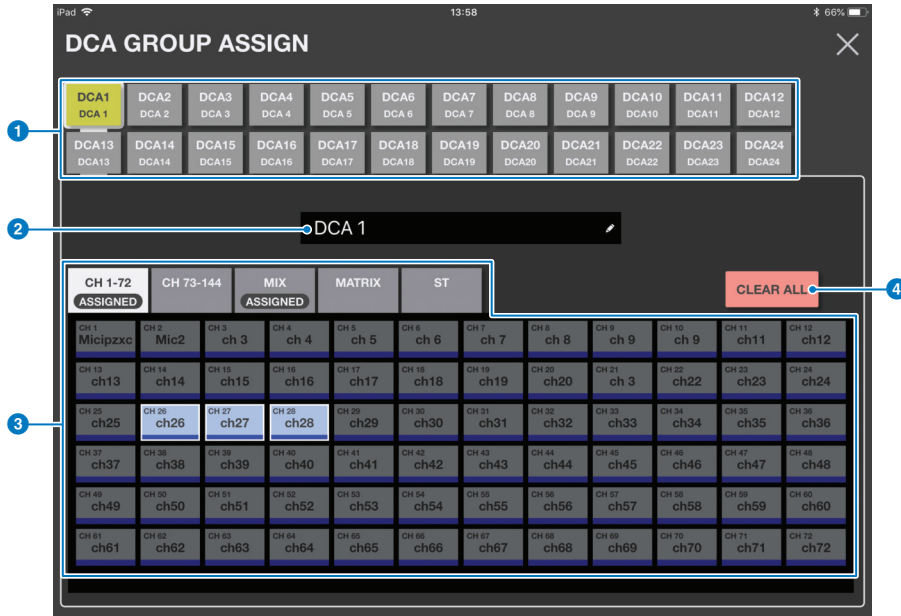 iPad 13:58 66%
DCA GROUP ASSIGN
DCA1 DCA2 DCA3 DCA4 DCA5 DCA6 DCA7 DCA8 DCA9 DCA10 DCA11 DCA12
DCA 1 DCA 2 DCA 3 DCA 4 DCA 5 DCA 6 DCA 7 DCA 8 DCA 9 DCA10 DCA11 DCA12
1
DCA13 DCA14 DCA15 DCA16 DCA17 DCA18 DCA19 DCA20 DCA21 DCA22 DCA23 DCA24
DCA13 DCA14 DCA15 DCA16 DCA17 DCA18 DCA19 DCA20 DCA21 DCA22 DCA23 DCA24
2 DCA 1
CH 1-72 CH 73-144 MIX MATRIX ST
ASSIGNED ASSIGNED
CLEAR ALL 4
CH 1 CH 2 CH 3 CH 4 CH 5 CH 6 CH 7 CH 8 CH 9 CH 10 CH 11 CH 12
Micipzxc Mic2 ch 3 ch 4 ch 5 ch 6 ch 7 ch 8 ch 9 ch 9 ch11 ch12
CH 13 CH 14 CH 15 CH 16 CH 17 CH 18 CH 19 CH 20 CH 21 CH 22 CH 23 CH 24
ch13 ch14 ch15 ch16 ch17 ch18 ch19 ch20 ch 3 ch22 ch23 ch24
3
CH 25 CH 26 CH 27 CH 28 CH 29 CH 30 CH 31 CH 32 CH 33 CH 34 CH 35 CH 36
ch25 ch26 ch27 ch28 ch29 ch30 ch31 ch32 ch33 ch34 ch35 ch36
CH 37 CH 38 CH 39 CH 40 CH 41 CH 42 CH 43 CH 44 CH 45 CH 46 CH 47 CH 48
ch37 ch38 ch39 ch40 ch41 ch42 ch43 ch44 ch45 ch46 ch47 ch48
CH 49 CH 50 CH 51 CH 52 CH 53 CH 54 CH 55 CH 56 CH 57 CH 58 CH 59 CH 60
ch49 ch50 ch51 ch52 ch53 ch54 ch55 ch56 ch57 ch58 ch59 ch60
CH 61 CH 62 CH 63 CH 64 CH 65 CH 66 CH 67 CH 68 CH 69 CH 70 CH 71 CH 72
ch61 ch62 ch63 ch64 ch65 ch66 ch67 ch68 ch69 ch70 ch71 ch72